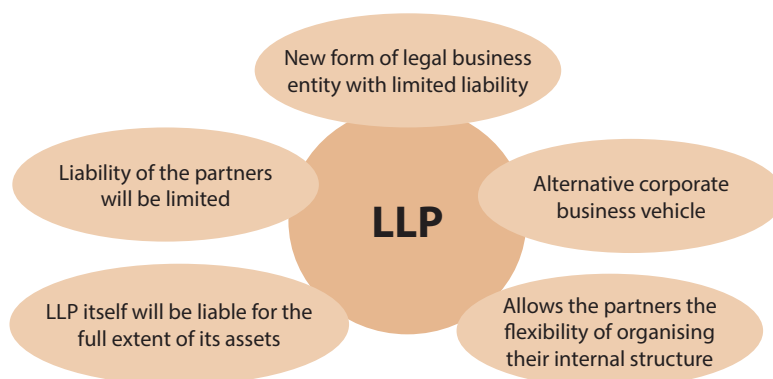 New form of legal business
entity with limited liability
Liability of the partners
will be limited
LLP
Alternative corporate
business vehicle
LLP itself will be liable for the
full extent of its assets
Allows the partners the
flexibility of organising
their internal structure